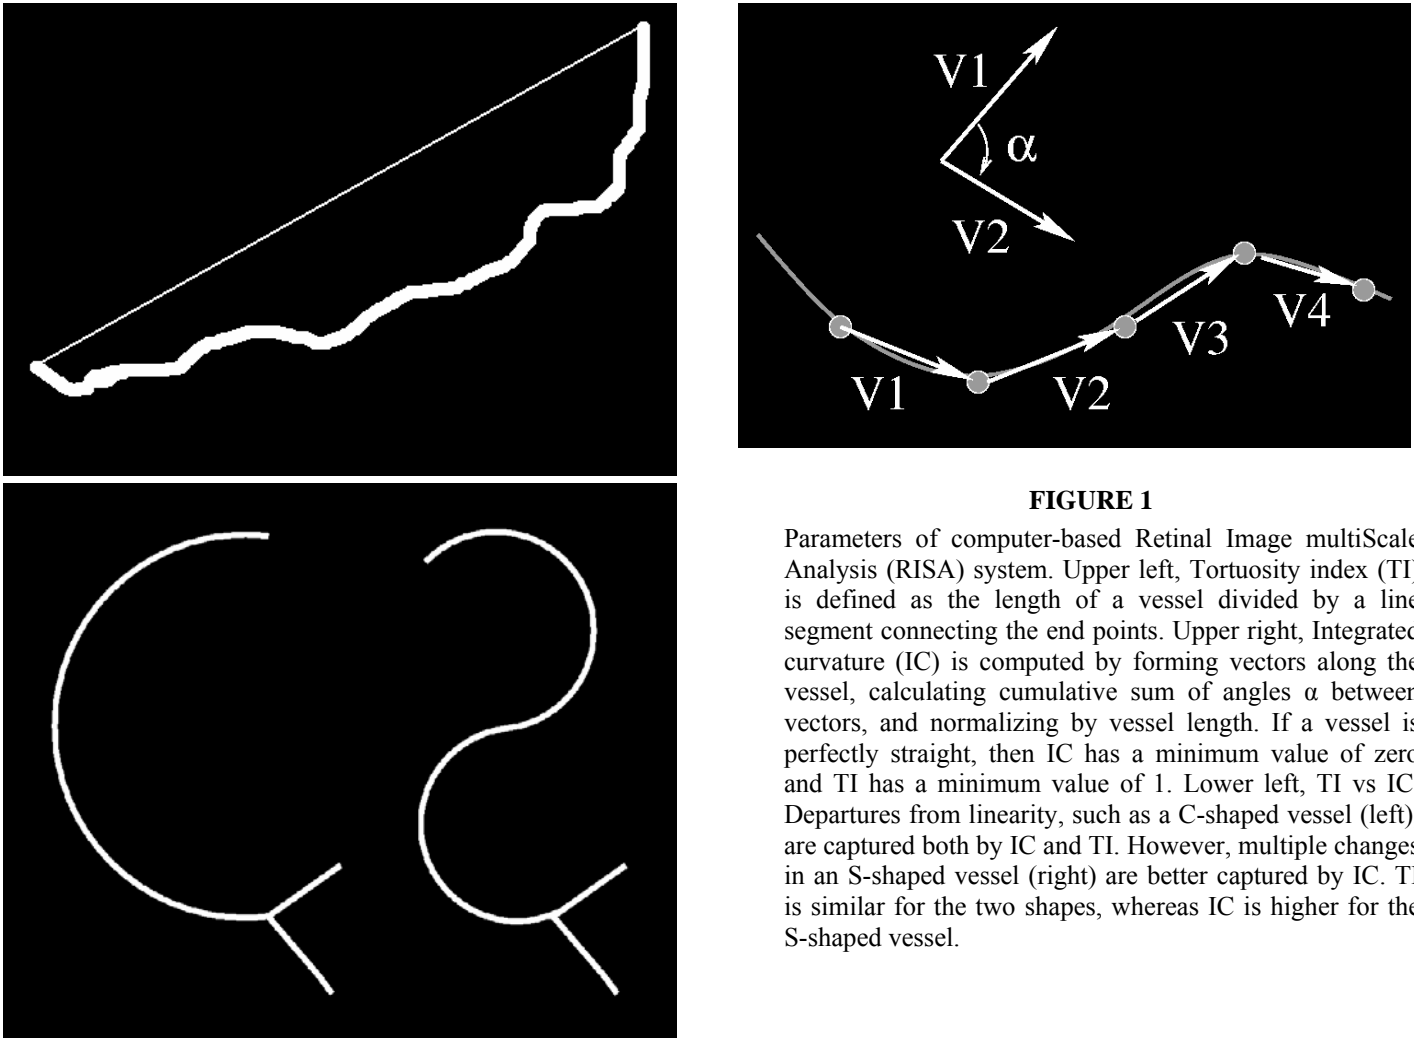 V1
α
V2
V1
V2
V3
V4
FIGURE 1
Parameters of computer-based Retinal Image multiScale
Analysis (RISA) system. Upper left, Tortuosity index (TI)
is defined as the length of a vessel divided by a line
segment connecting the end points. Upper right, Integrated
curvature (IC) is computed by forming vectors along the
vessel, calculating cumulative sum of angles α between
vectors, and normalizing by vessel length. If a vessel is
perfectly straight, then IC has a minimum value of zero
and TI has a minimum value of 1. Lower left, TI vs IC.
Departures from linearity, such as a C-shaped vessel (left)
are captured both by IC and TI. However, multiple changes
in an S-shaped vessel (right) are better captured by IC. TI
is similar for the two shapes, whereas IC is higher for the
S-shaped vessel.